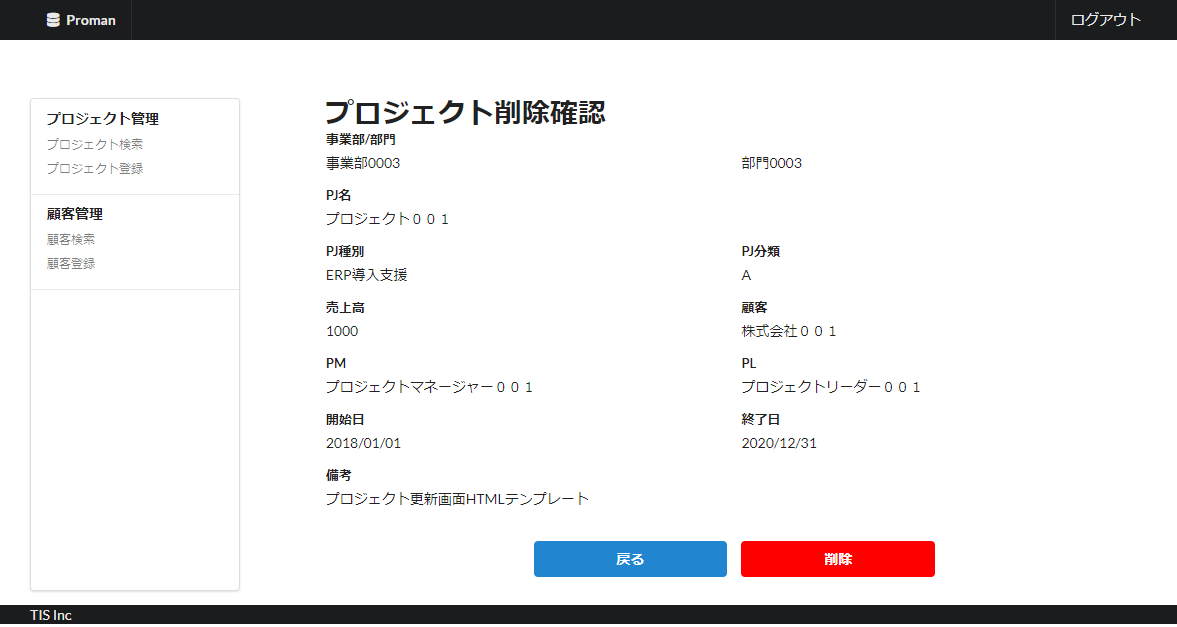 Proman
ログアウト
プロジェクト管理
プロジェクト検索
プロジェクト登録
顧客管理
顧客検索
顧客登録
プロジェクト削除確認
事業部/部門
事業部0003 部門0003
PJ名
プロジェクト００１
PJ種別 PJ分類
ERP導入支援 A
売上高 顧客
1000 株式会社００１
PM PL
プロジェクトマネージャー００１ プロジェクトリーダー００１
開始日 終了日
2018/01/01 2020/12/31
備考
プロジェクト更新画面HTMLテンプレート
戻る 削除
TIS Inc